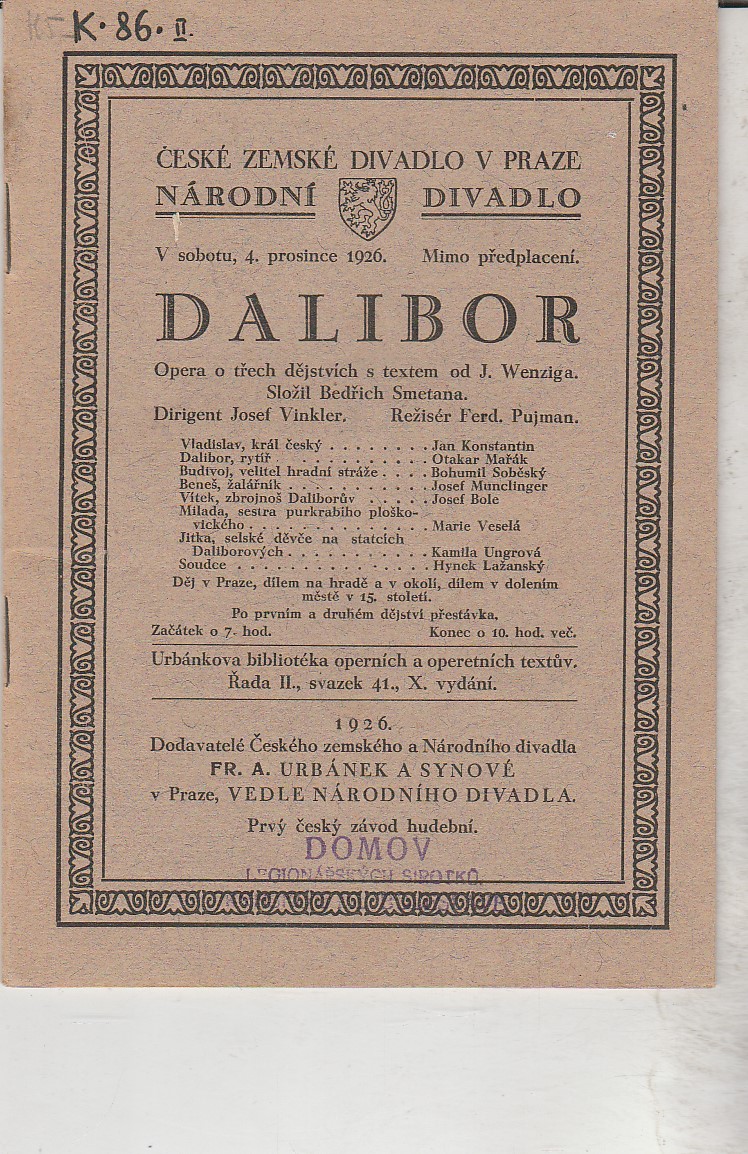 K. 86. II.
ČESKÉ ZEMSKÉ DIVADLO V PRAZE
NÁRODNÍ DIVADLO
V sobotu, 4. prosince 1926. Mimo předplacení.
DALIBOR
Opera o třech dějstvích s textem od J. Wenziga.
Složil Bedřich Smetana.
Dirigent Josef Vinkler. Režisér Ferd. Pujman.
Vladislav, král český . . . . . . . . Jan Konstantin
Dalibor, rytíř . . . . . . . . . . . . Otakar Mařák
Budivoj, velitel hradní stráže . . . . Bohumil Soběský
Beneš, žalářník . . . . . . . . . . . Josef Munclinger
Vítek, zbrojnoš Daliborův . . . . . Josef Bole
Milada, sestra purkrabího ploško-
vického . . . . . . . . . . . . . . Marie Veselá
Jitka, selské děvče na statcích
Daliborových . . . . . . . . . . . Kamila Ungrová
Soudce . . . . . . . . . . . . . . . Hynek Lažanský
Děj v Praze, dílem na hradě a v okolí, dílem v dolením
městě v 15. století.
Po prvním a druhém dějství přestávka.
Začátek o 7. hod. Konec o 10. hod. več.
Urbánkova bibliotéka operních a operetních textův.
Řada II., svazek 41., X. vydání.
1926.
Dodavatelé Českého zemského a Národního divadla
FR. A. URBÁNEK A SYNOVÉ
v Praze, VEDLE NÁRODNÍHO DIVADLA.
Prvý český závod hudební.
DOMOV
LEGIONÁŘSKÝCH SIROTKŮ